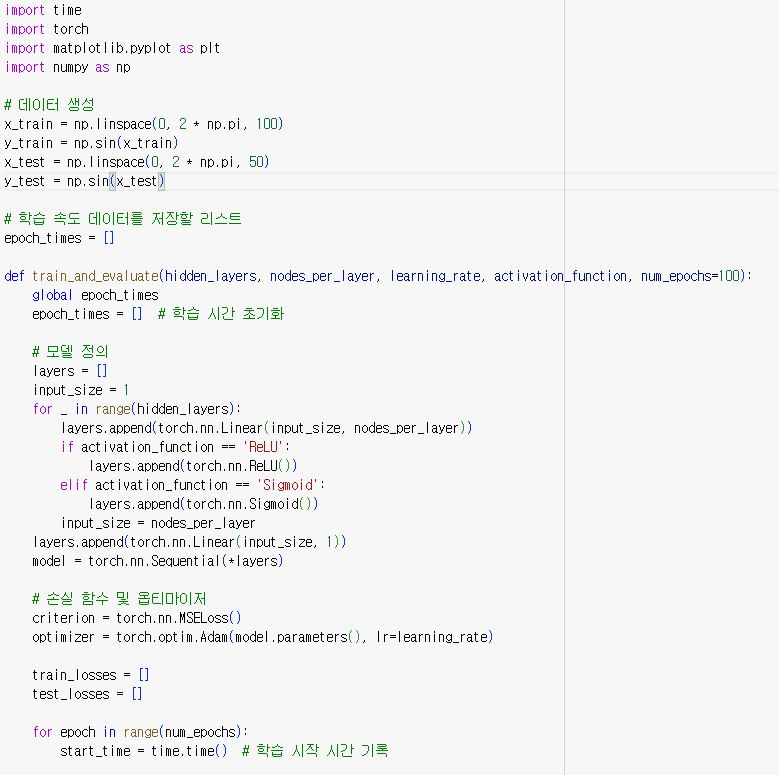 import time
import torch
import matplotlib.pyplot as plt
import numpy as np
# 데이터 생성
x_train = np.linspace(0, 2 * np.pi, 100)
y_train = np.sin(x_train)
x_test = np.linspace(0, 2 * np.pi, 50)
y_test = np.sin(x_test)
# 학습 속도 데이터를 저장할 리스트
epoch_times = []
def train_and_evaluate(hidden_layers, nodes_per_layer, learning_rate, activation_function, num_epochs=100):
    global epoch_times
    epoch_times = []  # 학습 시간 초기화
    # 모델 정의
    layers = []
    input_size = 1
    for _ in range(hidden_layers):
        layers.append(torch.nn.Linear(input_size, nodes_per_layer))
        if activation_function == 'ReLU':
            layers.append(torch.nn.ReLU())
        elif activation_function == 'Sigmoid':
            layers.append(torch.nn.Sigmoid())
        input_size = nodes_per_layer
    layers.append(torch.nn.Linear(input_size, 1))
    model = torch.nn.Sequential(*layers)
    # 손실 함수 및 옵티마이저
    criterion = torch.nn.MSELoss()
    optimizer = torch.optim.Adam(model.parameters(), lr=learning_rate)
    train_losses = []
    test_losses = []
    for epoch in range(num_epochs):
        start_time = time.time()  # 학습 시작 시간 기록